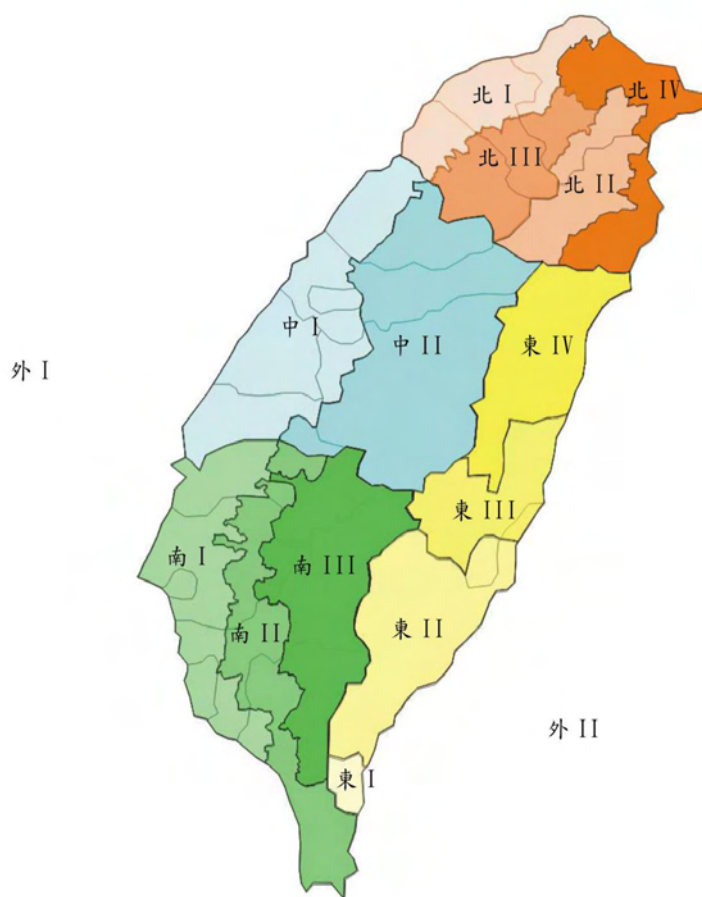 北 I
北 IV
北 III
北 II
中 I
中 II
東 IV
外 I
東 III
南 I
南 III
南 II
東 II
外 II
東 I